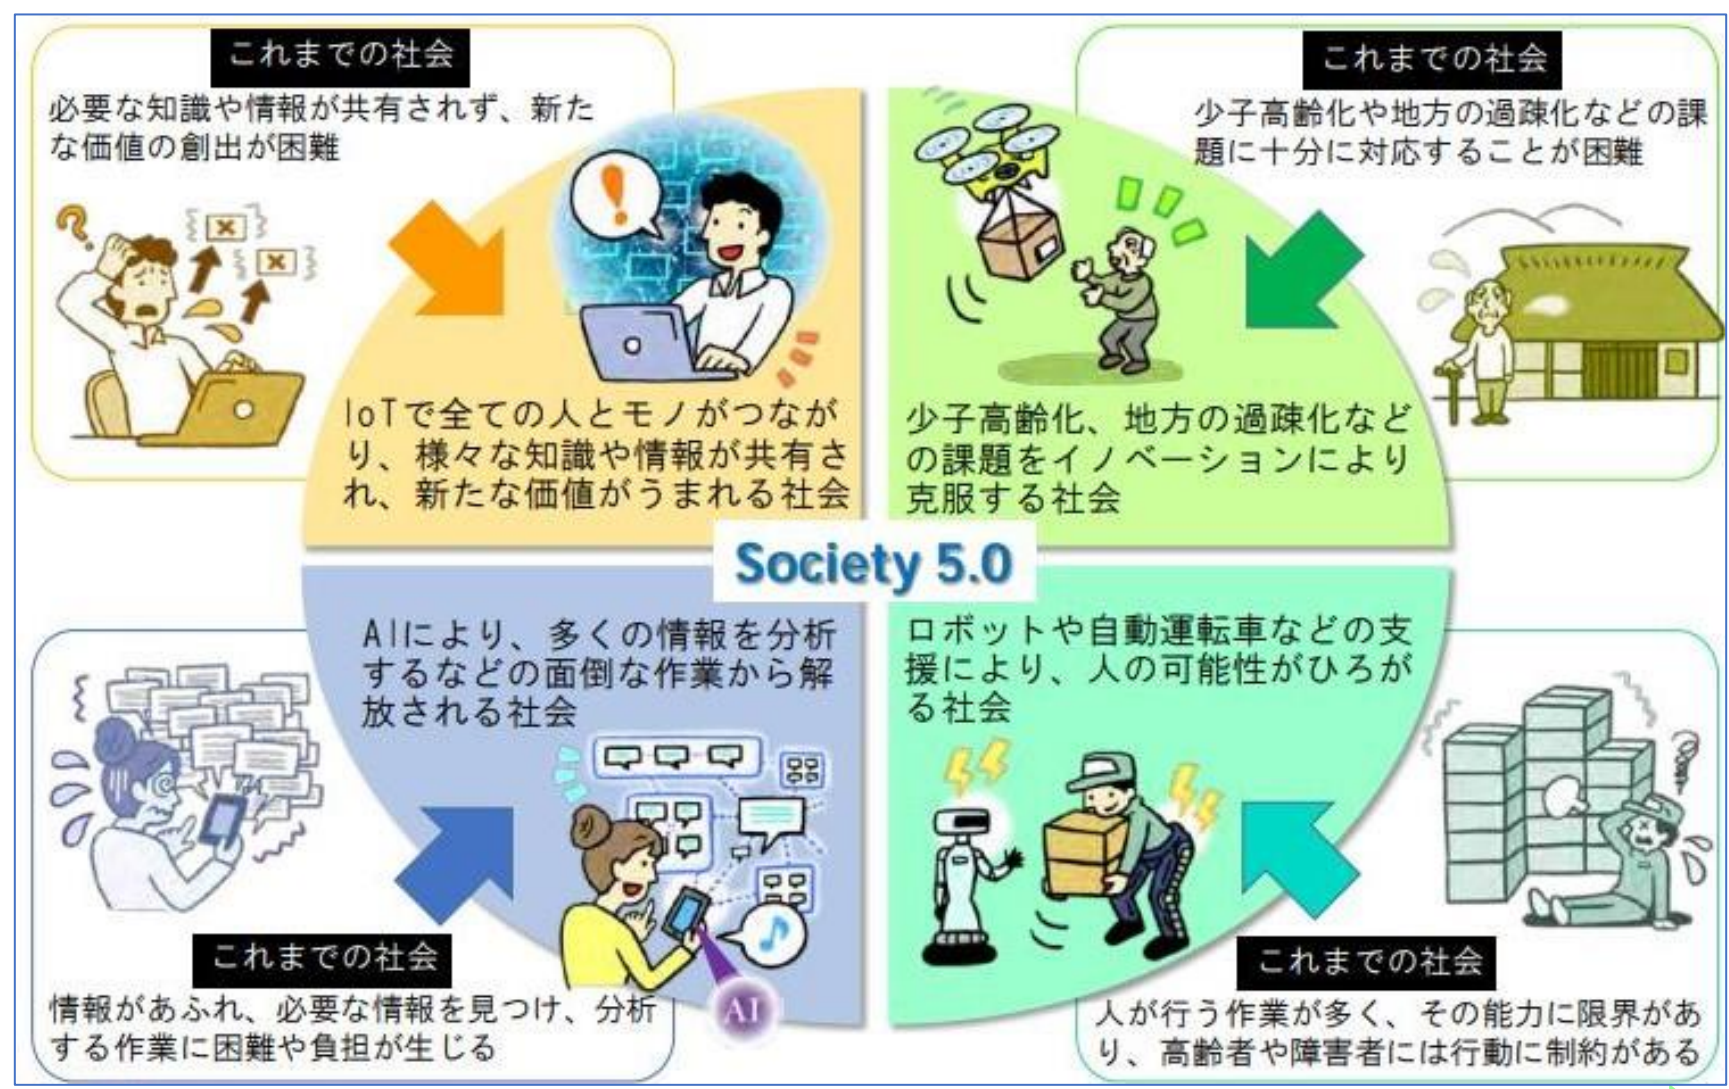 これまでの社会
必要な知識や情報が共有されず、新た
な価値の創出が困難
IoTで全ての人とモノがつなが
り、様々な知識や情報が共有さ
れ、新たな価値がうまれる社会
これまでの社会
少子高齢化や地方の過疎化などの課
題に十分に対応することが困難
少子高齢化、地方の過疎化など
の課題をイノベーションにより
克服する社会
Society 5.0
AIにより、多くの情報を分析
するなどの面倒な作業から解
放される社会
AI
これまでの社会
情報があふれ、必要な情報を見つけ、分析
する作業に困難や負担が生じる
ロボットや自動運転車などの支
援により、人の可能性がひろが
る社会
これまでの社会
人が行う作業が多く、その能力に限界があ
り、高齢者や障害者には行動に制約がある